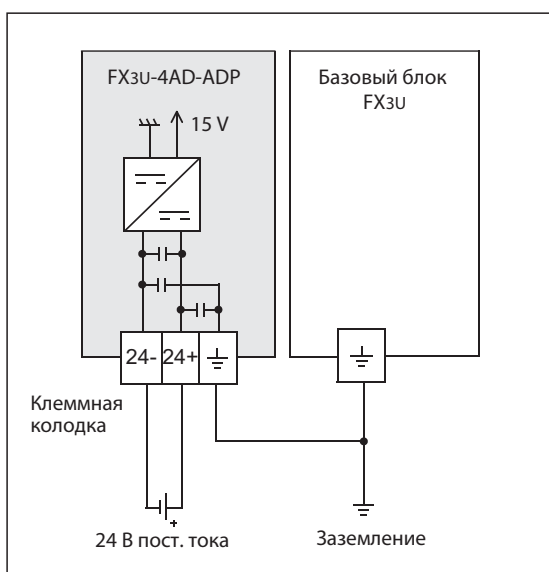 FX3U-4AD-ADP
Базовый блок
FX3U
15 V
24-
24+
Клеммная
колодка
+
24 В пост. тока
Заземление